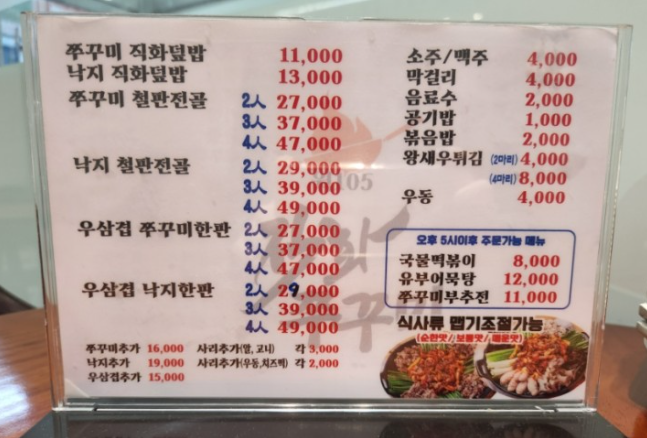 쭈꾸미 직화덮밥 11,000
낙지 직화덮밥 13,000
쭈꾸미 철판전골 2人 27,000
3人 37,000
4人 47,000
낙지 철판전골 2人 29,000
3人 39,000
4人 49,000
우삼겹 쭈꾸미한판 2人 27,000
3人 37,000
4人 47,000
우삼겹 낙지한판 2人 29,000
3人 39,000
4人 49,000
쭈꾸미추가 16,000 사리추가(알, 고니) 각 3,000
낙지추가 19,000 사리추가(우동,치즈떡) 각 2,000
우삼겹추가 15,000
소주/맥주 4,000
막걸리 4,000
음료수 2,000
공기밥 1,000
볶음밥 2,000
왕새우튀김 (2마리) 4,000
(4마리) 8,000
우동 4,000
오후 5시이후 주문가능 메뉴
국물떡볶이 8,000
유부어묵탕 12,000
쭈꾸미부추전 11,000
식사류 맵기조절가능
(순한맛/보통맛/매운맛)